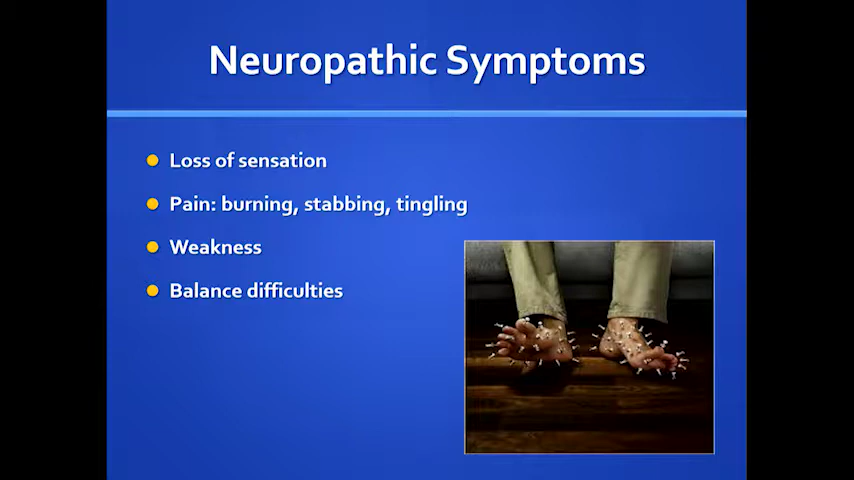 Neuropathic Symptoms
Loss of sensation
Pain: burning, stabbing, tingling
Weakness
Balance difficulties